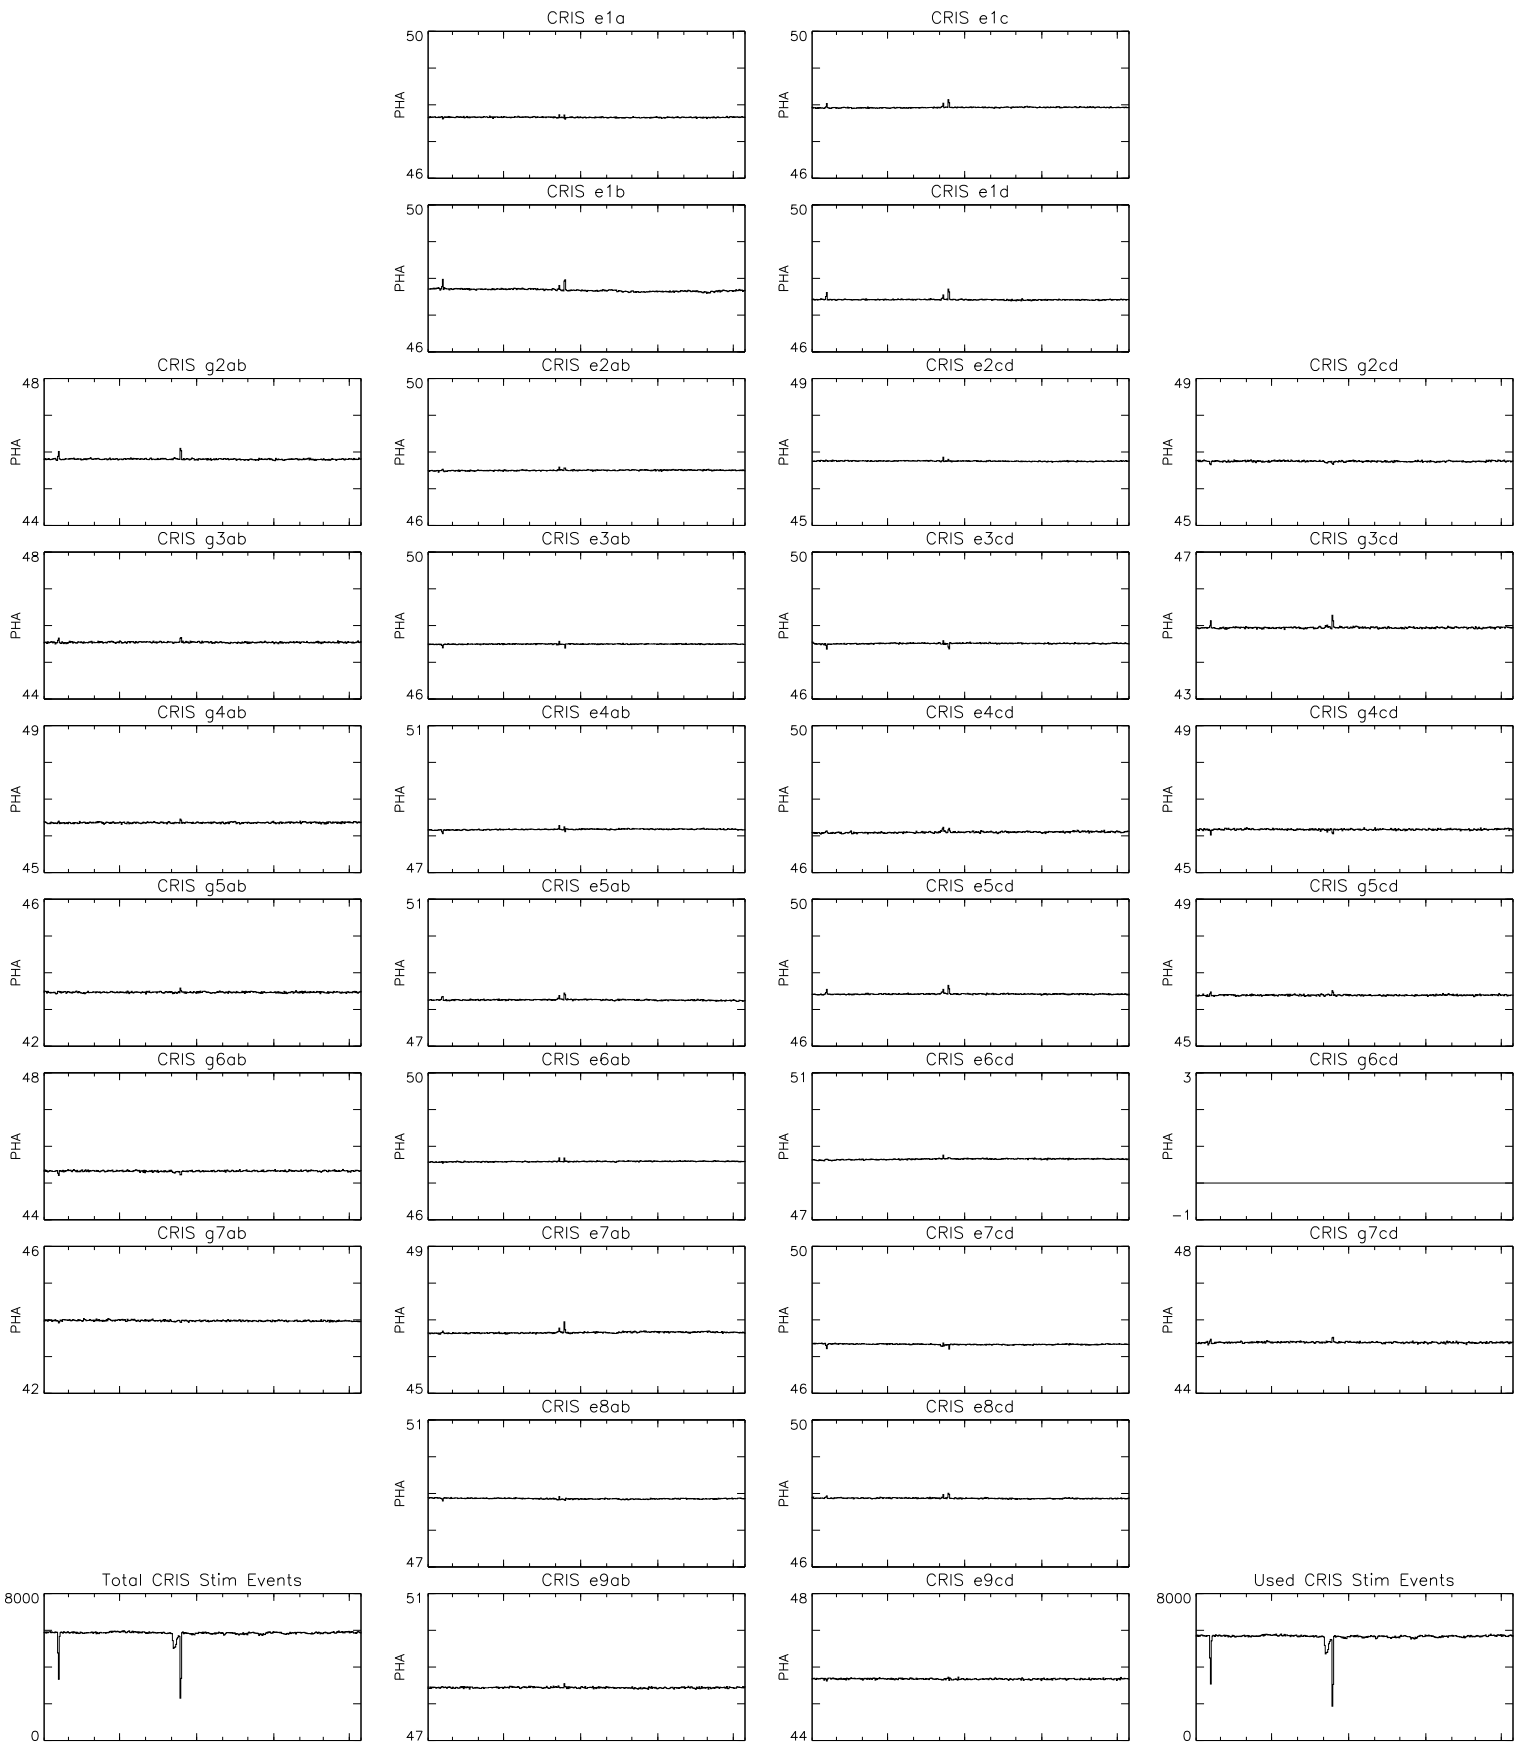 CRIS e1a
50
PHA
46
CRIS e1c
50
PHA
46
CRIS e1b
50
PHA
46
CRIS e1d
50
PHA
46
CRIS g2ab
48
PHA
44
CRIS e2ab
50
PHA
46
CRIS e2cd
49
PHA
45
CRIS g2cd
49
PHA
45
CRIS g3ab
48
PHA
44
CRIS e3ab
50
PHA
46
CRIS e3cd
50
PHA
46
CRIS g3cd
47
PHA
43
CRIS g4ab
49
PHA
45
CRIS e4ab
51
PHA
47
CRIS e4cd
50
PHA
46
CRIS g4cd
49
PHA
45
CRIS g5ab
46
PHA
42
CRIS e5ab
51
PHA
47
CRIS e5cd
50
PHA
46
CRIS g5cd
49
PHA
45
CRIS g6ab
48
PHA
44
CRIS e6ab
50
PHA
46
CRIS e6cd
51
PHA
47
CRIS g6cd
3
PHA
-1
CRIS g7ab
46
PHA
42
CRIS e7ab
49
PHA
45
CRIS e7cd
50
PHA
46
CRIS g7cd
48
PHA
44
CRIS e8ab
51
PHA
47
CRIS e8cd
50
PHA
46
Total CRIS Stim Events
8000
0
CRIS e9ab
51
PHA
47
CRIS e9cd
48
PHA
44
Used CRIS Stim Events
8000
0